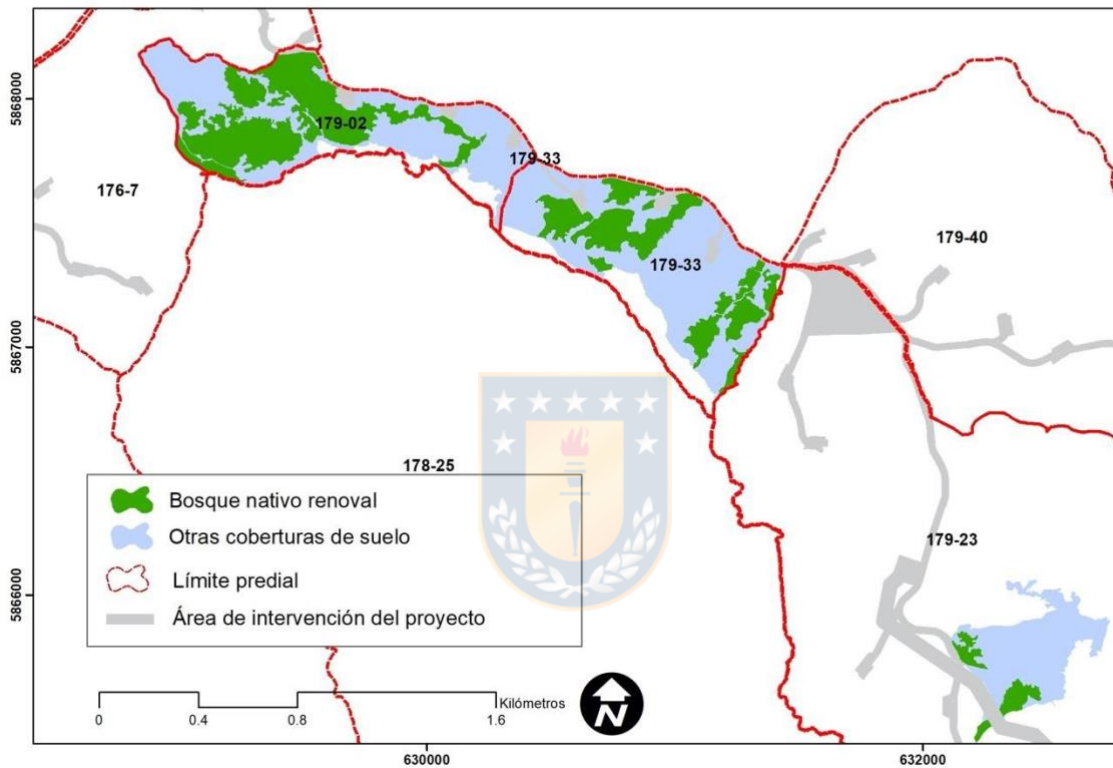 5868000
179-02
179-33
176-7
179-40
179-33
5867000
178-25
Bosque nativo renoval
Otras coberturas de suelo
179-23
Límite predial
5866000
Área de intervención del proyecto
Kilómetros
0 0.4 0.8 1.6
N
630000 632000